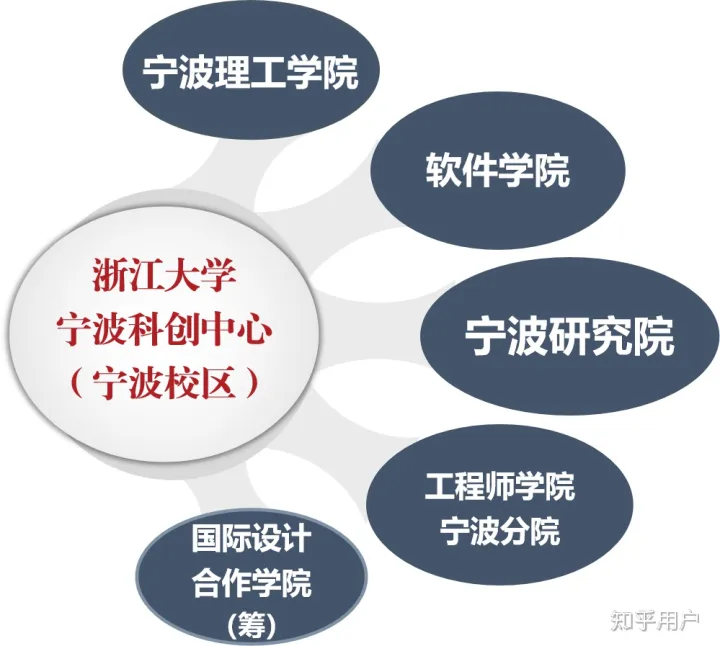 宁波理工学院
软件学院
浙江大学
宁波科创中心
（宁波校区）
宁波研究院
工程师学院
宁波分院
国际设计
合作学院
(筹)
知乎用户